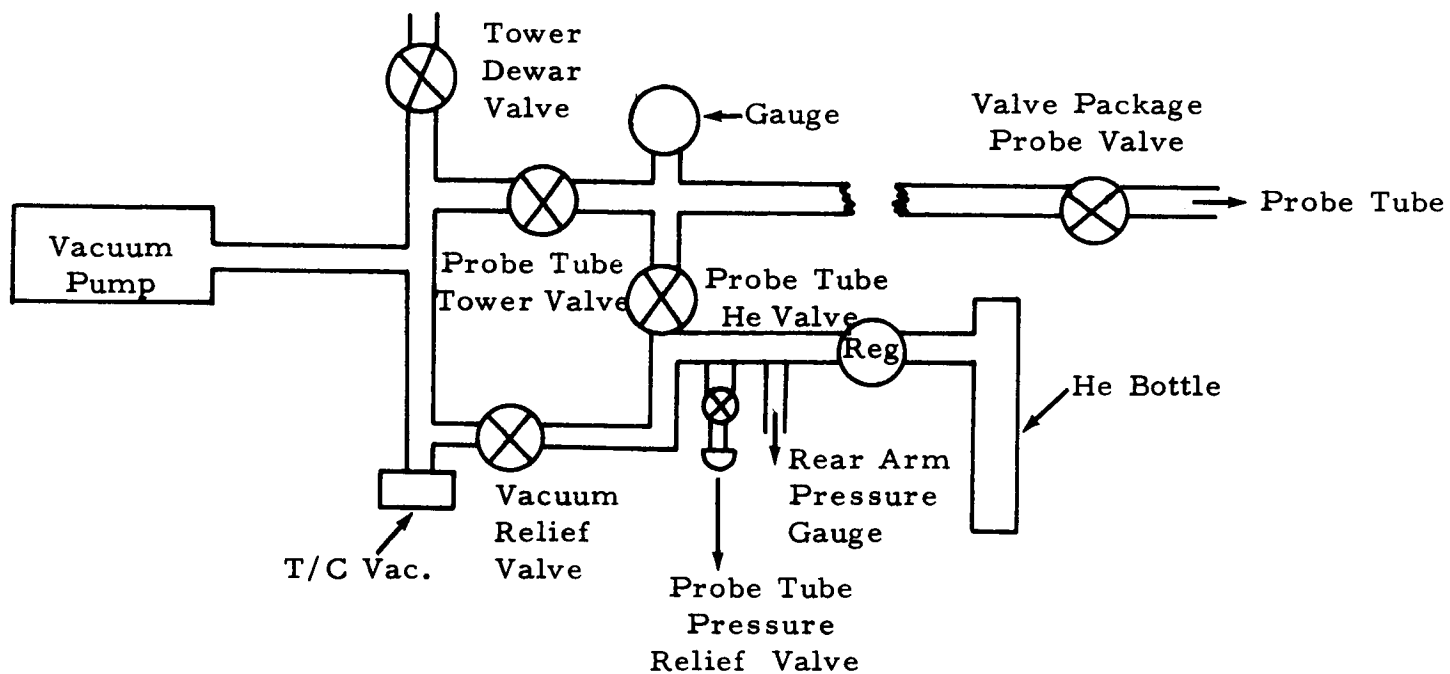 Tower
Dewar
Valve
Gauge
Valve Package
Probe Valve
Probe Tube
Vacuum
Pump
Probe Tube
Tower Valve
Probe Tube
He Valve
Reg
He Bottle
Rear Arm
Pressure
Gauge
Vacuum
Relief
Valve
T/C Vac.
Probe Tube
Pressure
Relief Valve